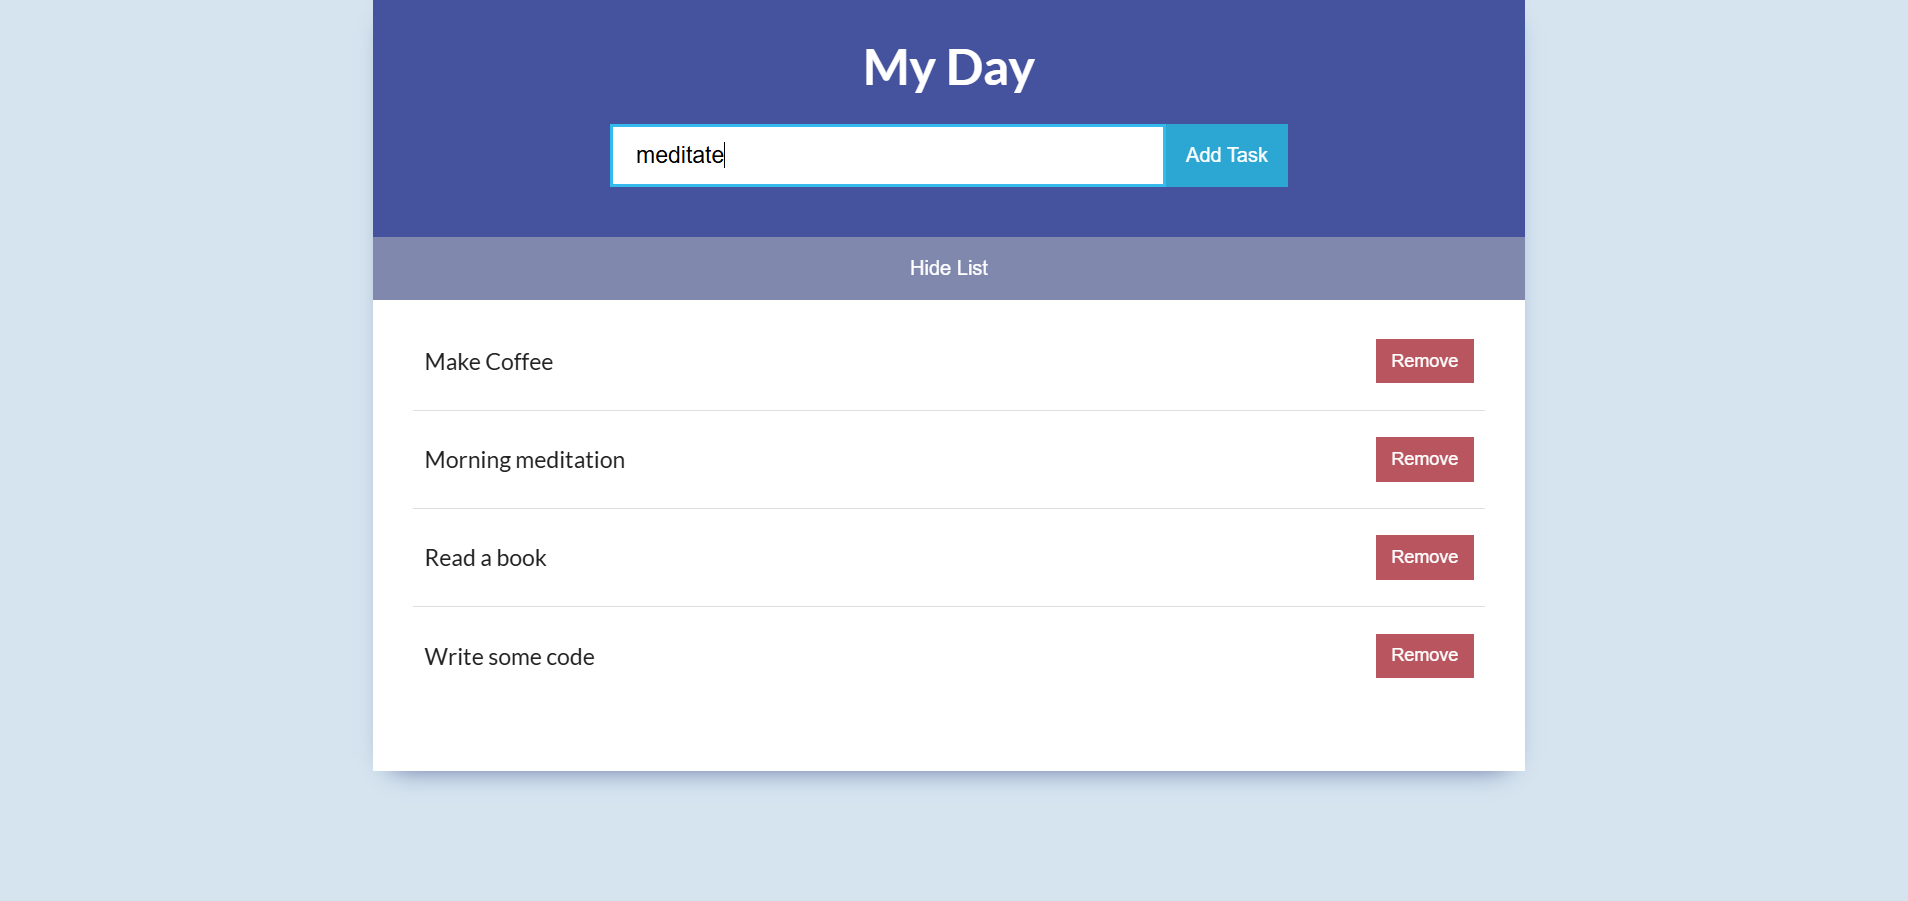 My Day
meditate
Add Task
Hide List
Make Coffee
Remove
Morning meditation
Remove
Read a book
Remove
Write some code
Remove